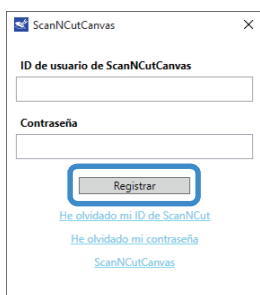 ScanNCutCanvas
ID de usuario de ScanNCutCanvas
Contraseña
Registrar
He olvidado mi ID de ScanNCut
He olvidado mi contraseña
ScanNCutCanvas